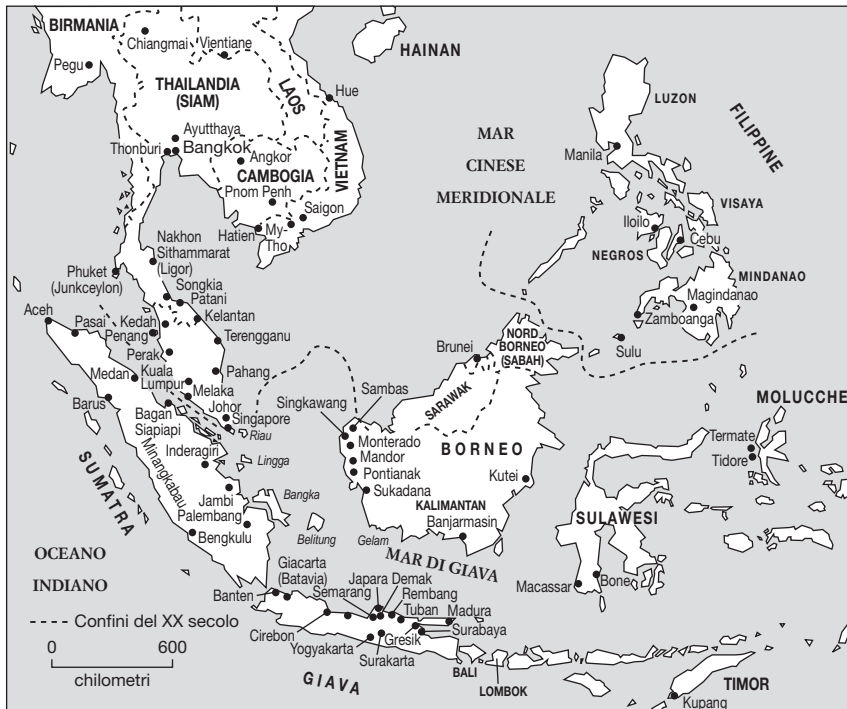 BIRMANIA
Chiangmai
Vientiane
HAINAN
Pegu
THAILANDIA
(SIAM)
LAOS
Hue
LUZON
FILIPPINE
Ayutthaya
Thonburi
Bangkok
Angkor
VIETNAM
MAR
CINESE
MERIDIONALE
Manila
CAMBOGIA
Pnom Penh
Saigon
VISAYA
Hatien
My-
Tho
Iloilo
Cebu
NEGROS
Nakhon
Sithammarat
(Ligor)
MINDANAO
Phuket
(Junkceylon)
Songkia
Patani
Magindanao
Zamboanga
Aceh
Pasai
Kedah
Penang
Kelantan
Terengganu
NORD
BORNEO
(SABAH)
Sulu
Brunei
Perak
Medan
Kuala
Lumpur
Pahang
Melaka
Sambas
SARAWAK
MOLUCCHE
Barus
Johor
Singapore
Singkawang
Bagan
Siapiapi
Riau
Monterado
Mandor
Pontianak
BORNEO
Termate
Tidore
Inderagiri
Lingga
Kutei
SUMATRA
Minangkabau
Sukadana
Jambi
Bangka
KALIMANTAN
Palembang
Banjarmasin
SULAWESI
Bengkulu
Belitung
Gelam
OCEANO
INDIANO
MAR DI GIAVA
Giacarta
(Batavia)
Japara
Demak
Semarang
Rembang
Macassar
Bone
Banten
Tuban
Madura
Confini del XX secolo
Cirebon
Gresik
Surabaya
Yogyakarta
Surakarta
0
600
chilometri
GIAVA
BALI
LOMBOK
TIMOR
Kupang